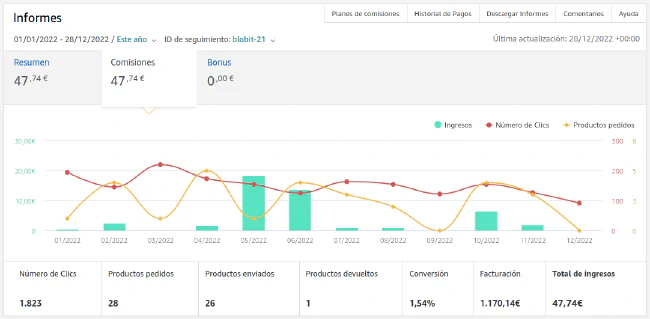 Informes
Planes de comisiones Historial de Pagos Descargar Informes Comentarios Ayuda
01/01/2022 - 28/12/2022 / Este año ID de seguimiento: blobit-21 Última actualización: 28/12/2022 +00:00
Resumen Comisiones Bonus
47,74 € 47,74 € 0,00 €
Ingresos Número de Clics Productos pedidos
30,00€ 300 8
20,00€ 200 5
10,00€ 100 3
0 0 0
01/2022 02/2022 03/2022 04/2022 05/2022 06/2022 07/2022 08/2022 09/2022 10/2022 11/2022 12/2022
Número de Clics Productos pedidos Productos enviados Productos devueltos Conversión Facturación Total de ingresos
1.823 28 26 1 1,54% 1.170,14€ 47,74€